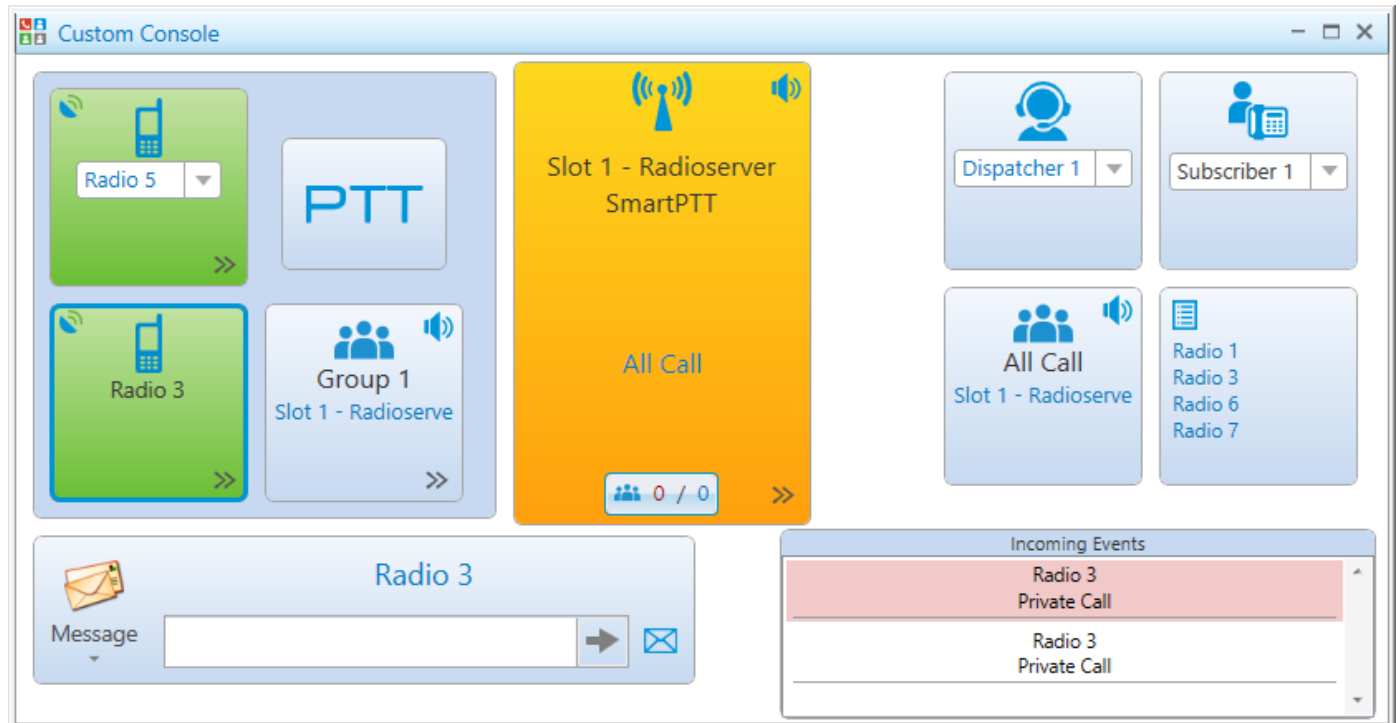 Custom Console
Radio 5
PTT
Radio 3
Group 1
Slot 1 - Radioserve
Slot 1 - Radioserver
SmartPTT
All Call
0 / 0
Dispatcher 1
Subscriber 1
All Call
Slot 1 - Radioserve
Radio 1
Radio 3
Radio 6
Radio 7
Message
Radio 3
Incoming Events
Radio 3
Private Call
Radio 3
Private Call